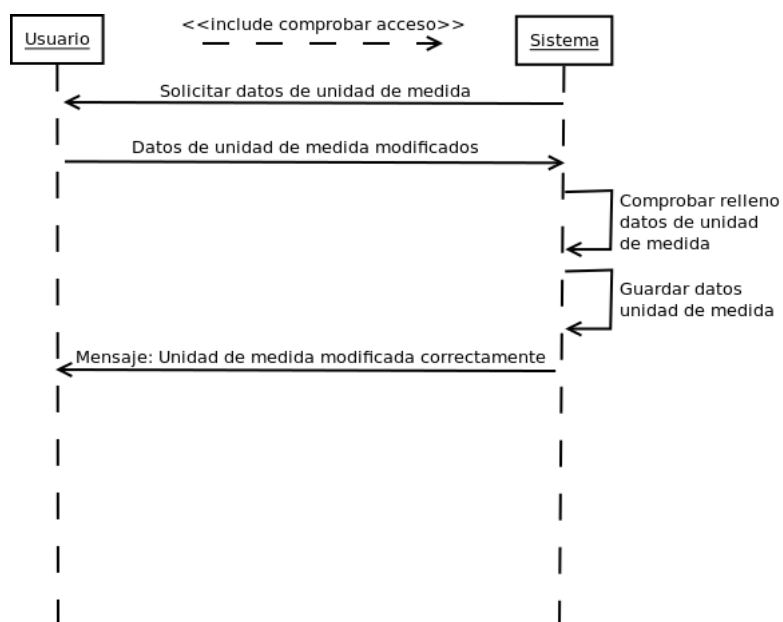 <<include comprobar acceso>>
Usuario
Sistema
Solicitar datos de unidad de medida
Datos de unidad de medida modificados
Comprobar relleno
datos de unidad
de medida
Guardar datos
unidad de medida
Mensaje: Unidad de medida modificada correctamente